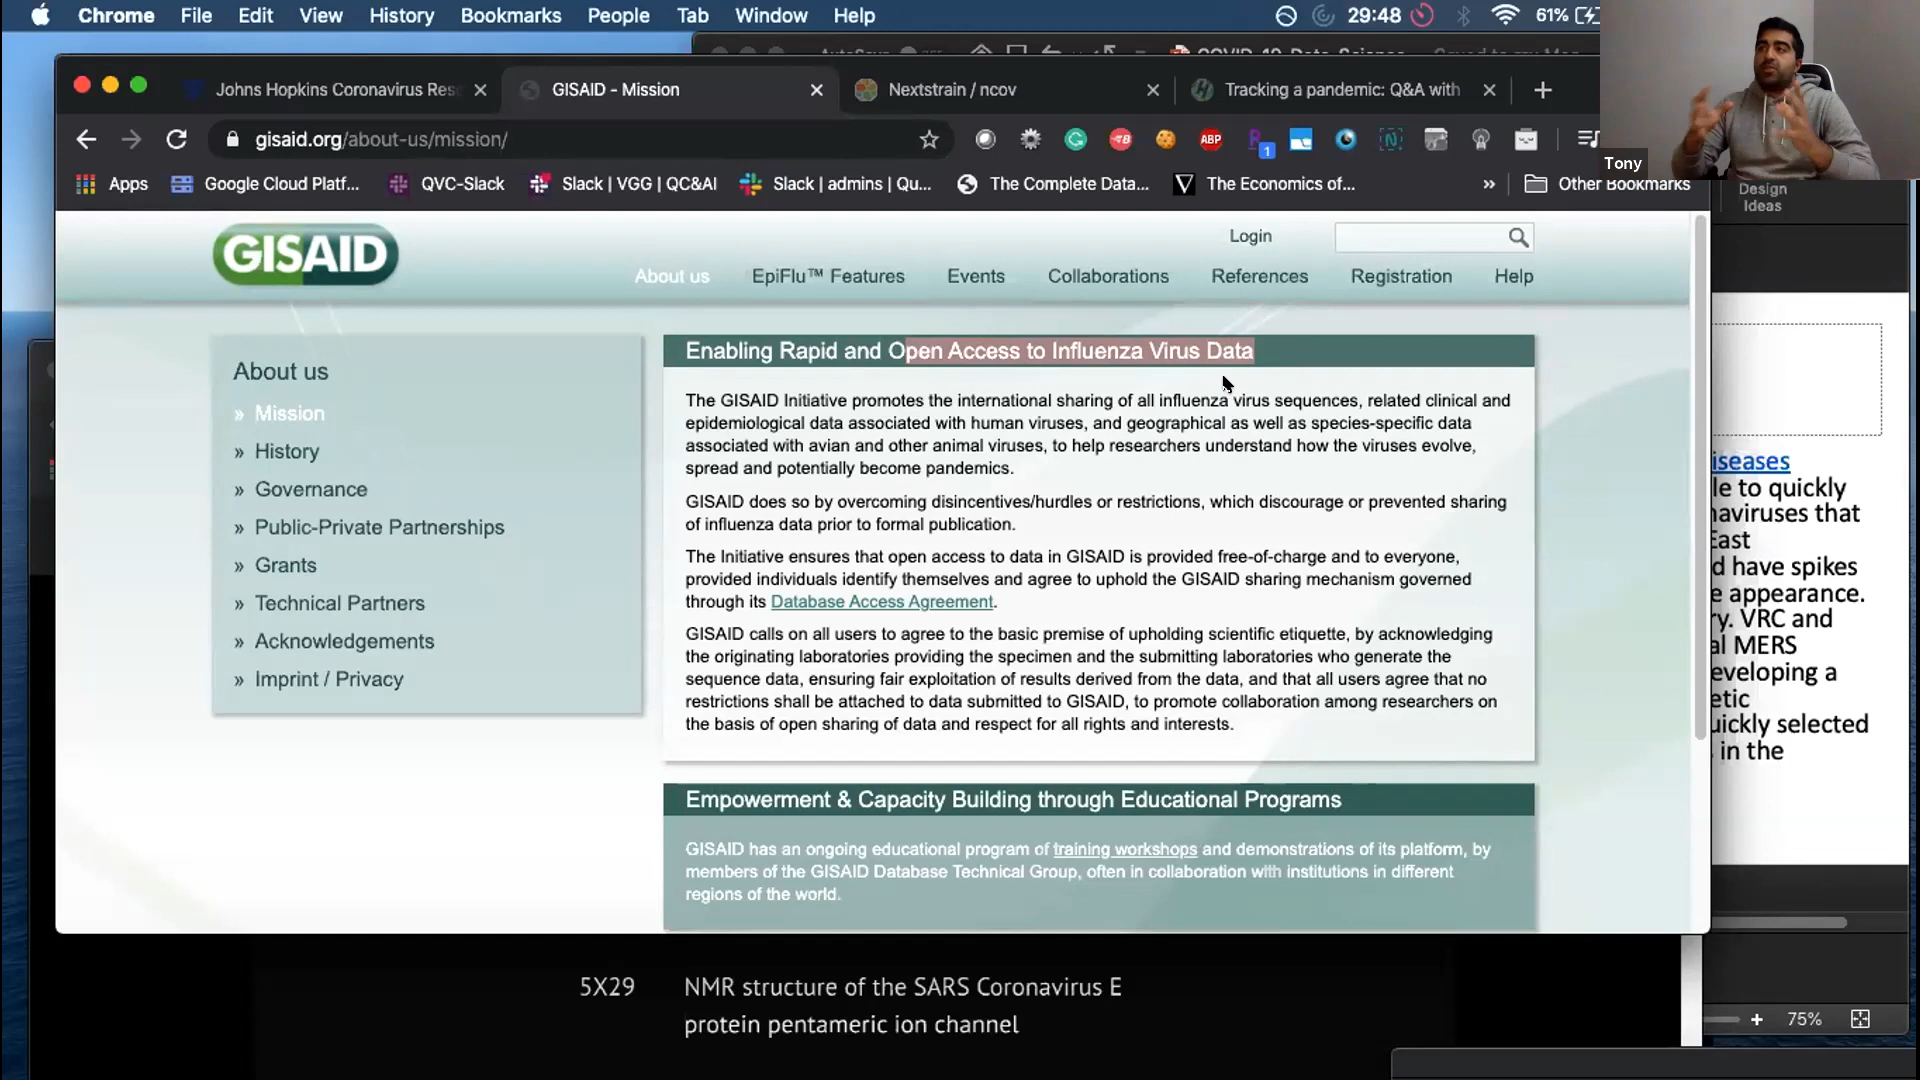 Chrome File Edit View History Bookmarks People Tab Window Help
29:48 61%
COVID-19 Data Science
Johns Hopkins Coronavirus Res
GISAID - Mission
Nextstrain / ncov
Tracking a pandemic: Q&A with
gisaid.org/about-us/mission/
ABP
1
Tony
Apps
Google Cloud Platf...
QVC-Slack
Slack | VGG | QC&AI
Slack | admins | Qu...
The Complete Data...
The Economics of...
»
Other Bookmarks
Design
Ideas
GISAID
Login
About us EpiFlu™ Features Events Collaborations References Registration Help
About us
» Mission
» History
» Governance
» Public-Private Partnerships
» Grants
» Technical Partners
» Acknowledgements
» Imprint / Privacy
Enabling Rapid and Open Access to Influenza Virus Data
The GISAID Initiative promotes the international sharing of all influenza virus sequences, related clinical and
epidemiological data associated with human viruses, and geographical as well as species-specific data
associated with avian and other animal viruses, to help researchers understand how the viruses evolve,
spread and potentially become pandemics.
GISAID does so by overcoming disincentives/hurdles or restrictions, which discourage or prevented sharing
of influenza data prior to formal publication.
The Initiative ensures that open access to data in GISAID is provided free-of-charge and to everyone,
provided individuals identify themselves and agree to uphold the GISAID sharing mechanism governed
through its Database Access Agreement.
GISAID calls on all users to agree to the basic premise of upholding scientific etiquette, by acknowledging
the originating laboratories providing the specimen and the submitting laboratories who generate the
sequence data, ensuring fair exploitation of results derived from the data, and that all users agree that no
restrictions shall be attached to data submitted to GISAID, to promote collaboration among researchers on
the basis of open sharing of data and respect for all rights and interests.
Empowerment & Capacity Building through Educational Programs
GISAID has an ongoing educational program of training workshops and demonstrations of its platform, by
members of the GISAID Database Technical Group, often in collaboration with institutions in different
regions of the world.
iseases
le to quickly
naviruses that
East
d have spikes
e appearance.
ry. VRC and
al MERS
eveloping a
etic
uickly selected
in the
5X29 NMR structure of the SARS Coronavirus E
protein pentameric ion channel
75%